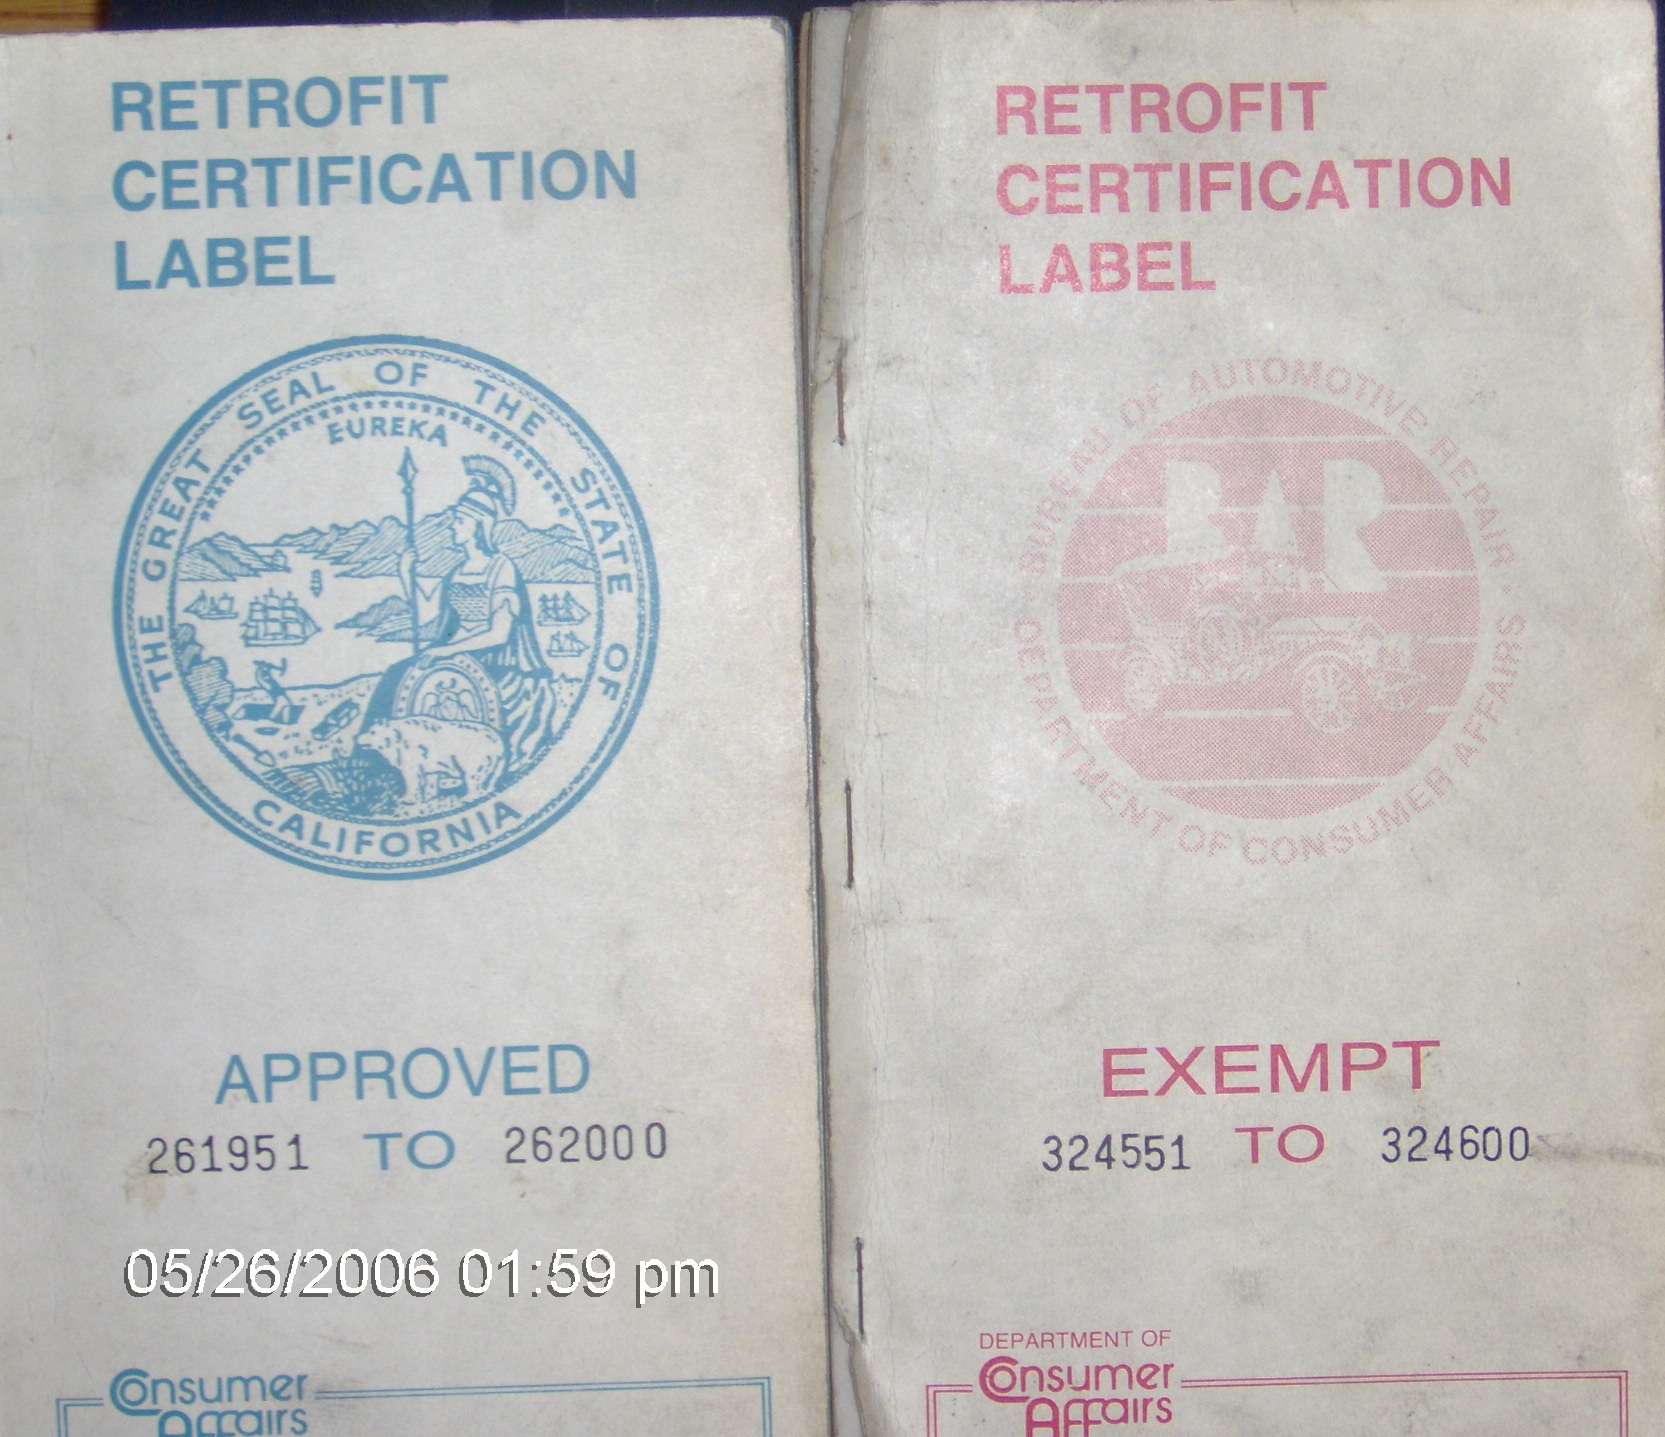 RETROFIT
CERTIFICATION
LABEL
THE GREAT SEAL OF THE STATE OF
CALIFORNIA
EUREKA
APPROVED
261951 TO 262000
05/26/2006 01:59 pm
Consumer
Affairs
RETROFIT
CERTIFICATION
LABEL
BUREAU OF AUTOMOTIVE REPAIR
BAR
DEPARTMENT OF CONSUMER AFFAIRS
EXEMPT
324551 TO 324600
DEPARTMENT OF
Consumer
Affairs